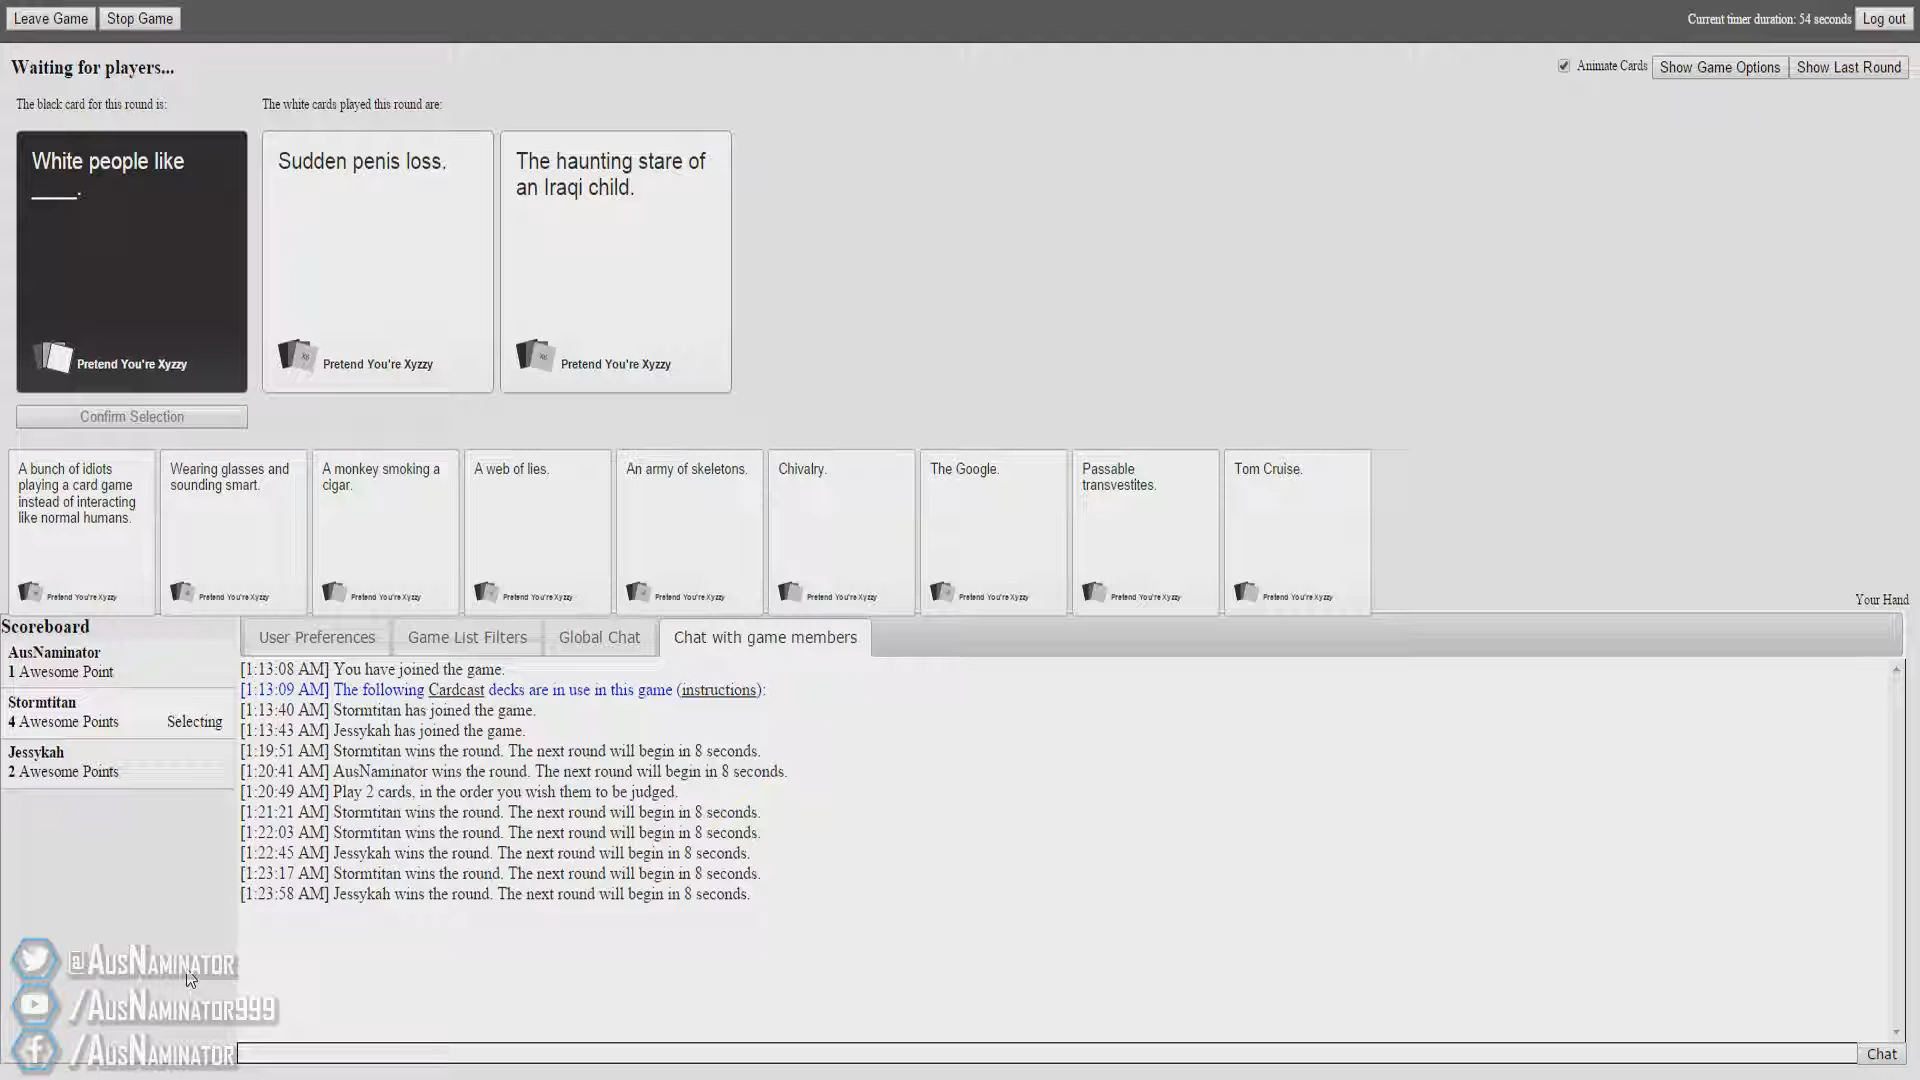 Leave Game
Stop Game
Current timer duration: 54 seconds
Log out
Waiting for players...
Animate Cards
Show Game Options
Show Last Round
The black card for this round is:
The white cards played this round are:
White people like
____.
Pretend You're Xyzzy
Sudden penis loss.
Pretend You're Xyzzy
The haunting stare of
an Iraqi child.
Pretend You're Xyzzy
Confirm Selection
A bunch of idiots
playing a card game
instead of interacting
like normal humans.
Pretend You're Xyzzy
Wearing glasses and
sounding smart.
Pretend You're Xyzzy
A monkey smoking a
cigar.
Pretend You're Xyzzy
A web of lies.
Pretend You're Xyzzy
An army of skeletons.
Pretend You're Xyzzy
Chivalry.
Pretend You're Xyzzy
The Google.
Pretend You're Xyzzy
Passable
transvestites.
Pretend You're Xyzzy
Tom Cruise.
Pretend You're Xyzzy
Your Hand
Scoreboard
AusNaminator
1 Awesome Point
Stormtitan
4 Awesome Points Selecting
Jessykah
2 Awesome Points
User Preferences
Game List Filters
Global Chat
Chat with game members
[1:13:08 AM] You have joined the game.
[1:13:09 AM] The following Cardcast decks are in use in this game (instructions):
[1:13:40 AM] Stormtitan has joined the game.
[1:13:43 AM] Jessykah has joined the game.
[1:19:51 AM] Stormtitan wins the round. The next round will begin in 8 seconds.
[1:20:41 AM] AusNaminator wins the round. The next round will begin in 8 seconds.
[1:20:49 AM] Play 2 cards, in the order you wish them to be judged.
[1:21:21 AM] Stormtitan wins the round. The next round will begin in 8 seconds.
[1:22:03 AM] Stormtitan wins the round. The next round will begin in 8 seconds.
[1:22:45 AM] Jessykah wins the round. The next round will begin in 8 seconds.
[1:23:17 AM] Stormtitan wins the round. The next round will begin in 8 seconds.
[1:23:58 AM] Jessykah wins the round. The next round will begin in 8 seconds.
@AusNaminator
/AusNaminator999
/AusNaminator
Chat